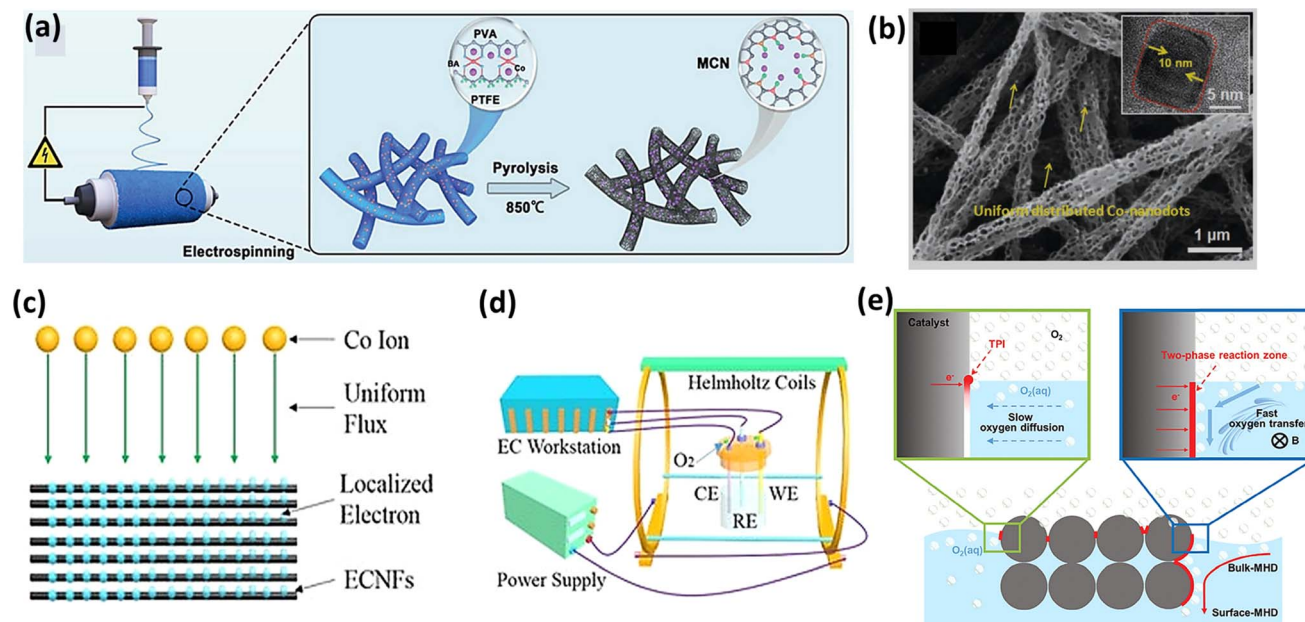 (a)
PVA
BA
Co
PTFE
MCN
Pyrolysis
850℃
Electrospinning
(b)
10 nm
5 nm
Uniform distributed Co-nanodots
1 μm
(c)
Co Ion
Uniform
Flux
Localized
Electron
ECNFs
(d)
Helmholtz Coils
EC Workstation
O₂
CE
WE
RE
Power Supply
(e)
Catalyst
O₂
TPI
e⁻
O₂(aq)
Slow
oxygen diffusion
Two-phase reaction zone
e⁻
Fast
oxygen transfer
B
O₂(aq)
Bulk-MHD
Surface-MHD